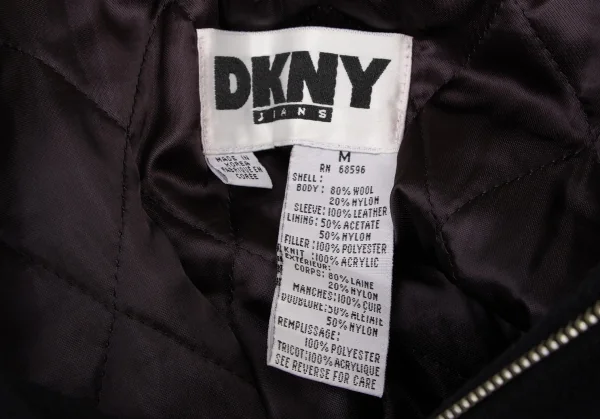 DKNY
JEANS
MADE IN
KOREA
FABRIQUE EN
COREE
M
RN 68596
SHELL:
BODY: 80% WOOL
20% NYLON
SLEEVE: 100% LEATHER
LINING: 50% ACETATE
50% NYLON
FILLER: 100% POLYESTER
KNIT : 100% ACRYLIC
EXTERIEUR:
CORPS: 80% LAINE
20% NYLON
MANCHES: 100% CUIR
DOUBLURE: 50% ACETATE
50% NYLON
REMPLISSAGE:
100% POLYESTER
TRICOT: 100% ACRYLIQUE
SEE REVERSE FOR CARE